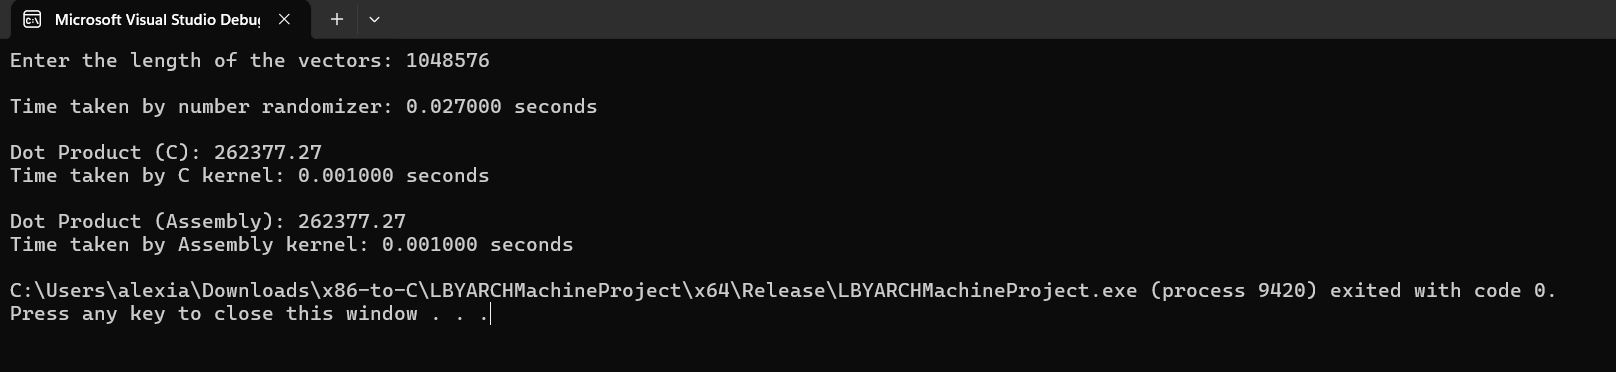 Microsoft Visual Studio Debug
Enter the length of the vectors: 1048576
Time taken by number randomizer: 0.027000 seconds
Dot Product (C): 262377.27
Time taken by C kernel: 0.001000 seconds
Dot Product (Assembly): 262377.27
Time taken by Assembly kernel: 0.001000 seconds
C:\Users\alexia\Downloads\x86-to-C\LBYARCHMachineProject\x64\Release\LBYARCHMachineProject.exe (process 9420) exited with code 0.
Press any key to close this window . . .